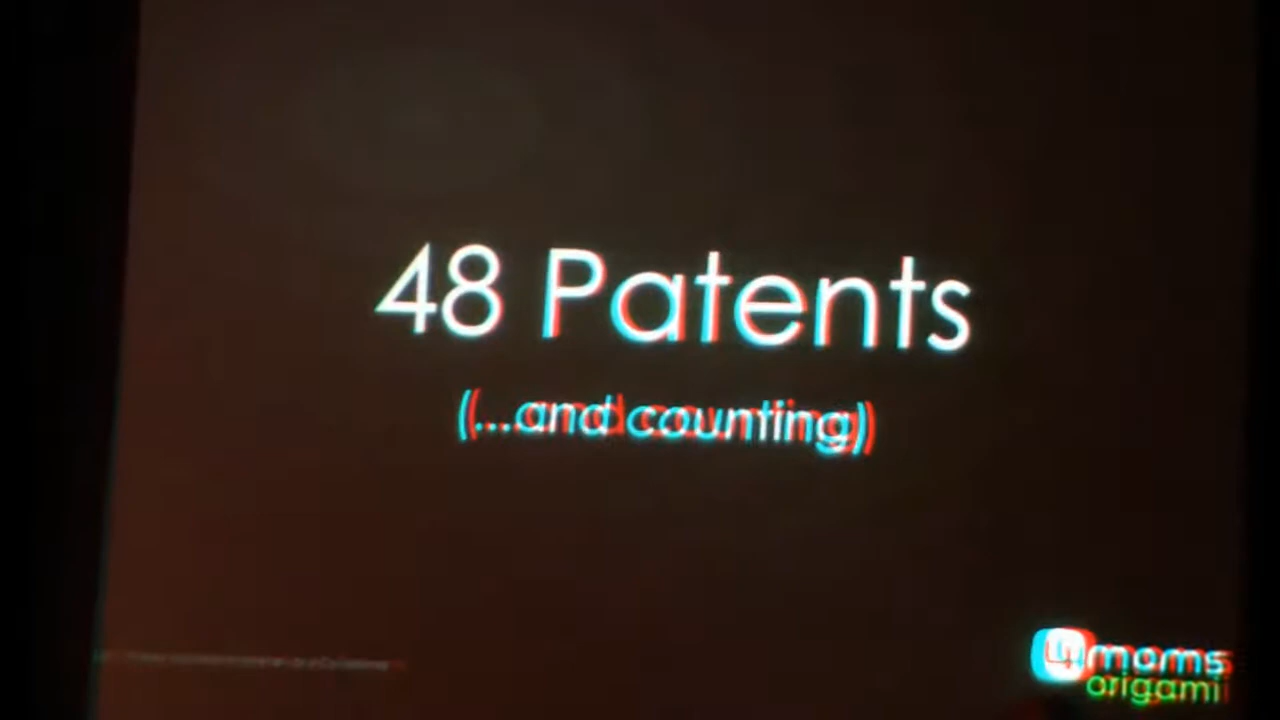 48 Patents
(...and counting)
4moms
origami